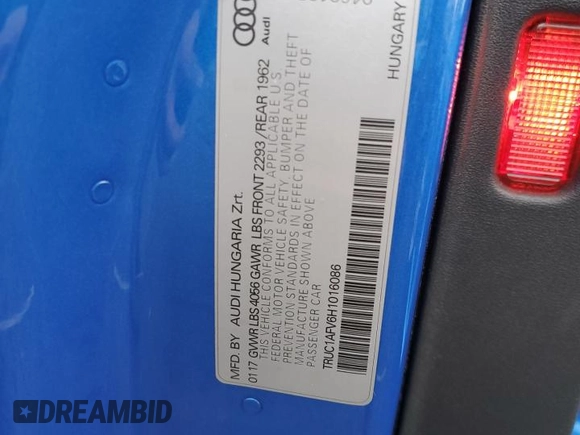 Audi
HUNGARY
MFD. BY AUDI HUNGARIA Zrt.
0117 GVWR LBS 4056 GAWR LBS FRONT 2293 / REAR 1962
THIS VEHICLE CONFORMS TO ALL APPLICABLE U.S.
FEDERAL MOTOR VEHICLE SAFETY, BUMPER AND THEFT
PREVENTION STANDARDS IN EFFECT ON THE DATE OF
MANUFACTURE SHOWN ABOVE
PASSENGER CAR
TRUC1AFV6H1016086
DREAMBID